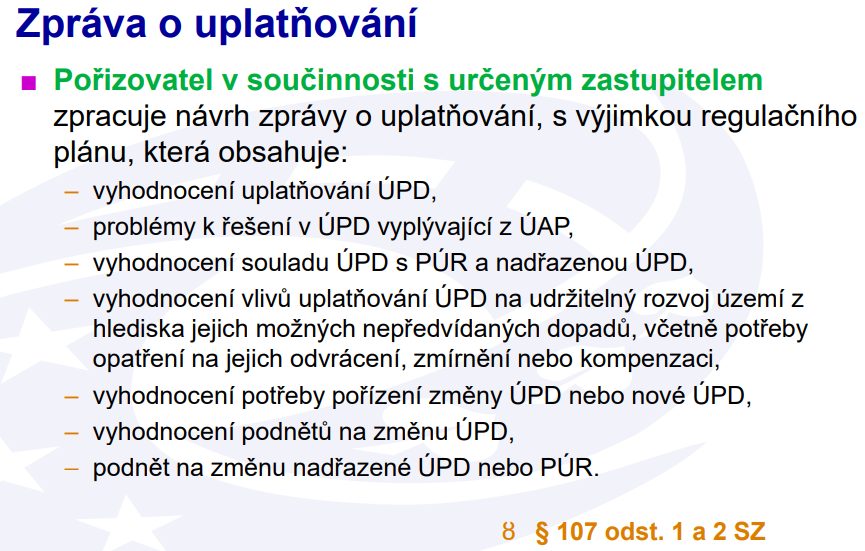 Zpráva o uplatňování
Pořizovatel v součinnosti s určeným zastupitelem
zpracuje návrh zprávy o uplatňování, s výjimkou regulačního
plánu, která obsahuje:
– vyhodnocení uplatňování ÚPD,
– problémy k řešení v ÚPD vyplývající z ÚAP,
– vyhodnocení souladu ÚPD s PÚR a nadřazenou ÚPD,
– vyhodnocení vlivů uplatňování ÚPD na udržitelný rozvoj území z
hlediska jejich možných nepředvídaných dopadů, včetně potřeby
opatření na jejich odvrácení, zmírnění nebo kompenzaci,
– vyhodnocení potřeby pořízení změny ÚPD nebo nové ÚPD,
– vyhodnocení podnětů na změnu ÚPD,
– podnět na změnu nadřazené ÚPD nebo PÚR.
8 § 107 odst. 1 a 2 SZ